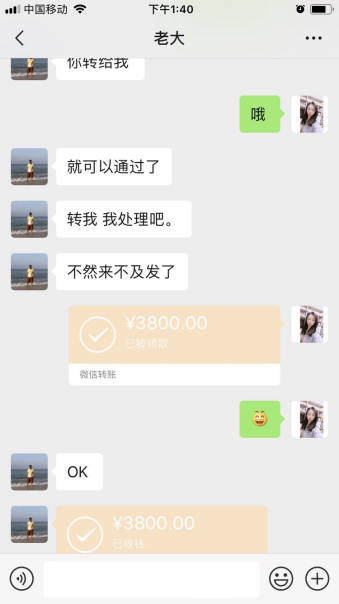 中国移动
下午1:40
老大
你转给我
哦
就可以通过了
转我 我处理吧。
不然来不及发了
¥3800.00
已被领取
微信转账
OK
¥3800.00
已收钱